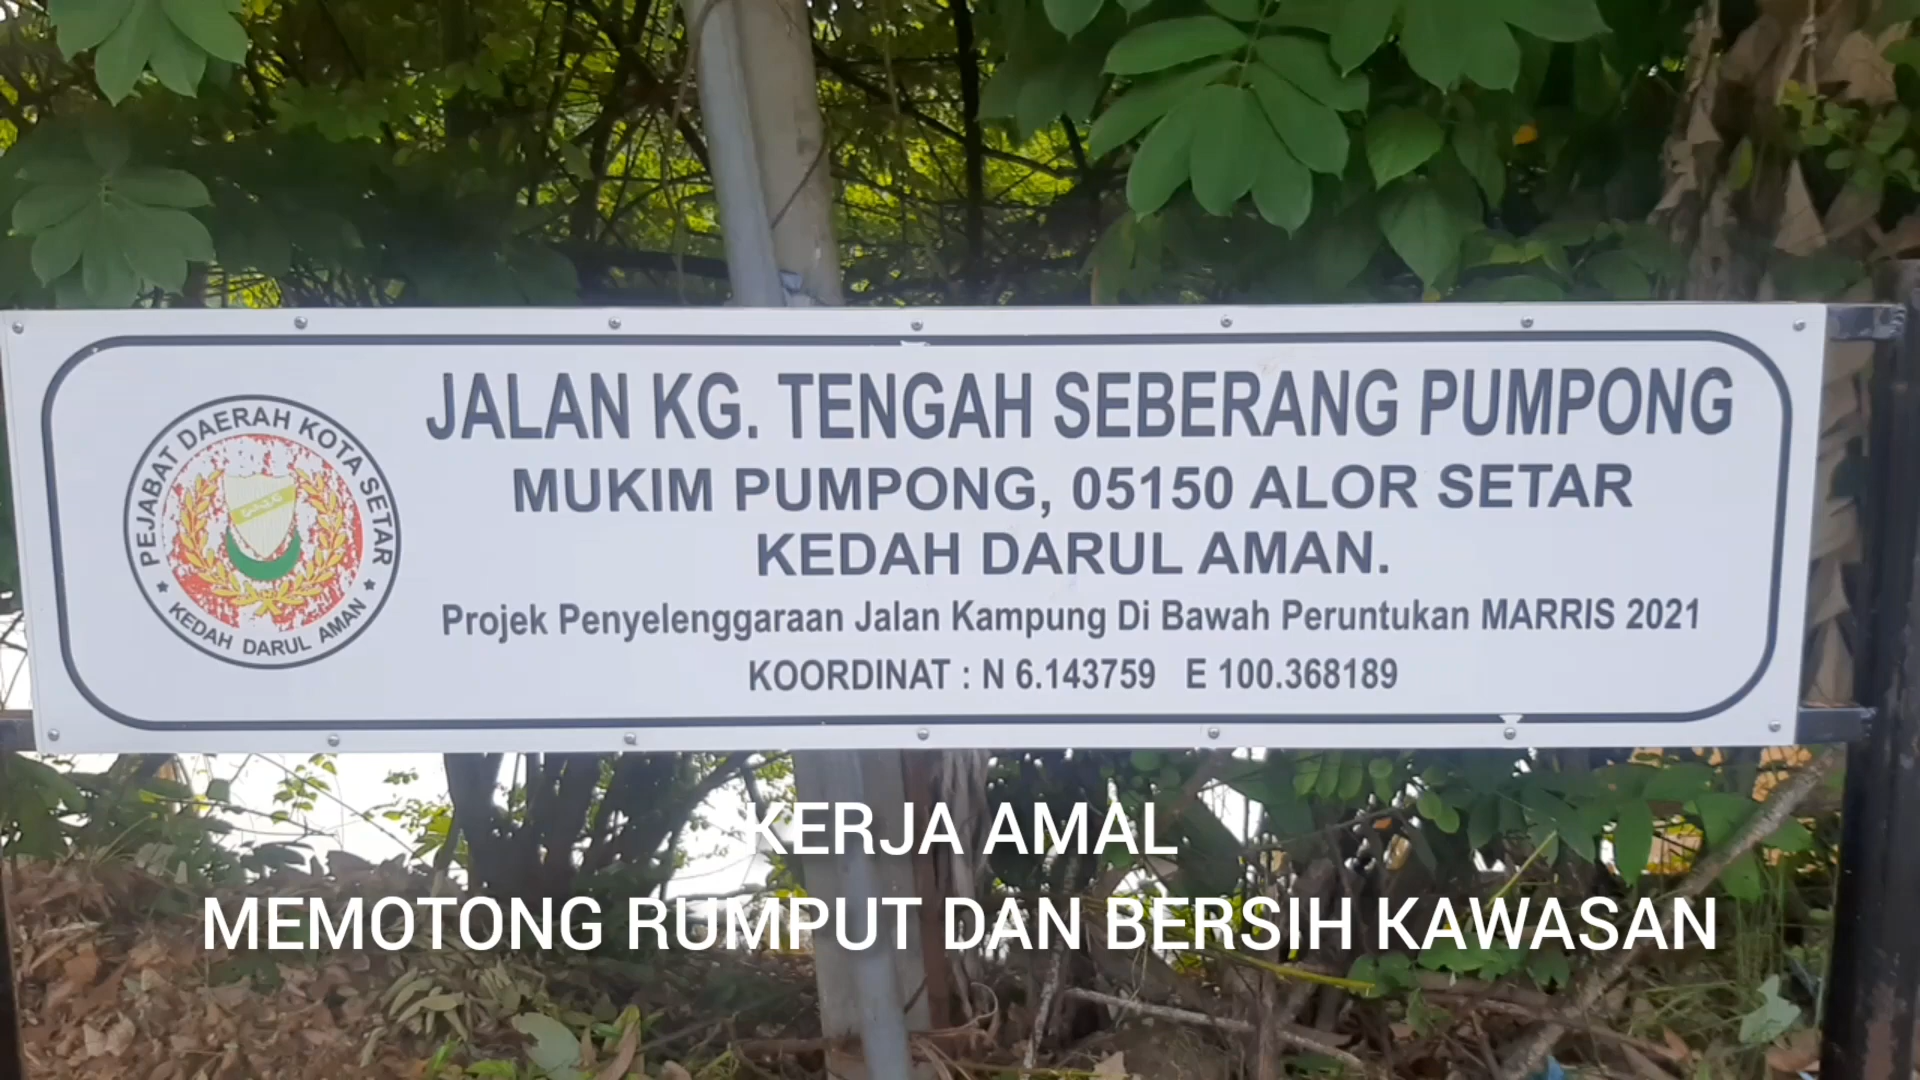 PEJABAT DAERAH KOTA SETAR
KEDAH DARUL AMAN
JALAN KG. TENGAH SEBERANG PUMPONG
MUKIM PUMPONG, 05150 ALOR SETAR
KEDAH DARUL AMAN.
Projek Penyelenggaraan Jalan Kampung Di Bawah Peruntukan MARRIS 2021
KOORDINAT : N 6.143759 E 100.368189
KERJA AMAL
MEMOTONG RUMPUT DAN BERSIH KAWASAN